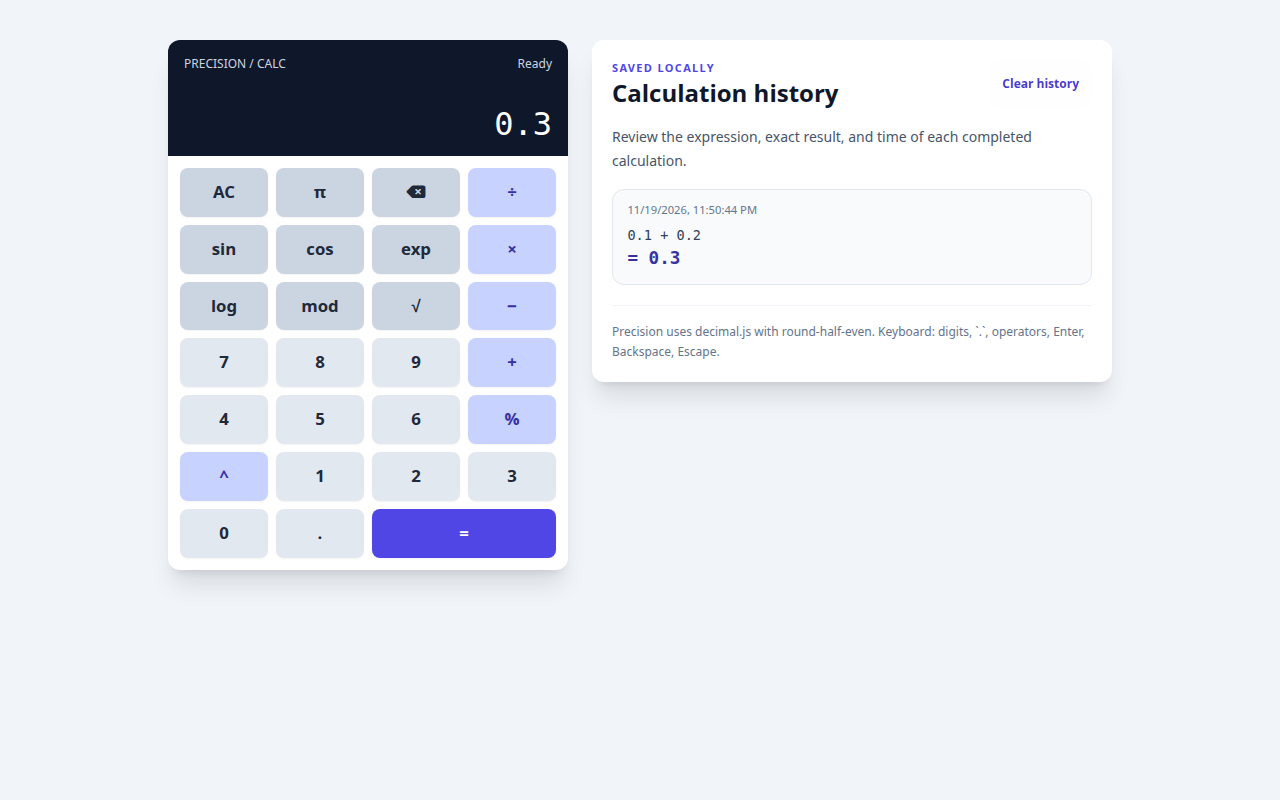 PRECISION / CALC
Ready
0.3
AC
π
÷
sin
cos
exp
×
log
mod
√
−
7
8
9
+
4
5
6
%
^
1
2
3
0
.
=
SAVED LOCALLY
Calculation history
Clear history
Review the expression, exact result, and time of each completed
calculation.
11/19/2026, 11:50:44 PM
0.1 + 0.2
= 0.3
Precision uses decimal.js with round-half-even. Keyboard: digits, `.`, operators, Enter,
Backspace, Escape.